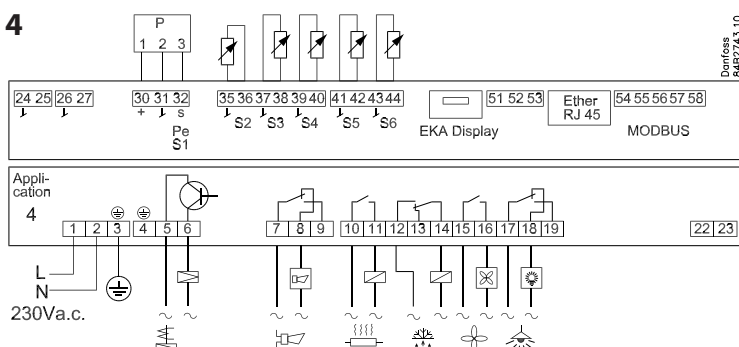 4
P
1 2 3
Danfoss
84B2743.10
24 25 26 27 30 31 32 35 36 37 38 39 40 41 42 43 44 51 52 53 Ether RJ 45 54 55 56 57 58
+ s
S2 S3 S4 S5 S6
Pe
S1
EKA Display
MODBUS
Appli-
cation
4
1 2 3 4 5 6 7 8 9 10 11 12 13 14 15 16 17 18 19 22 23
L
N
230Va.c.